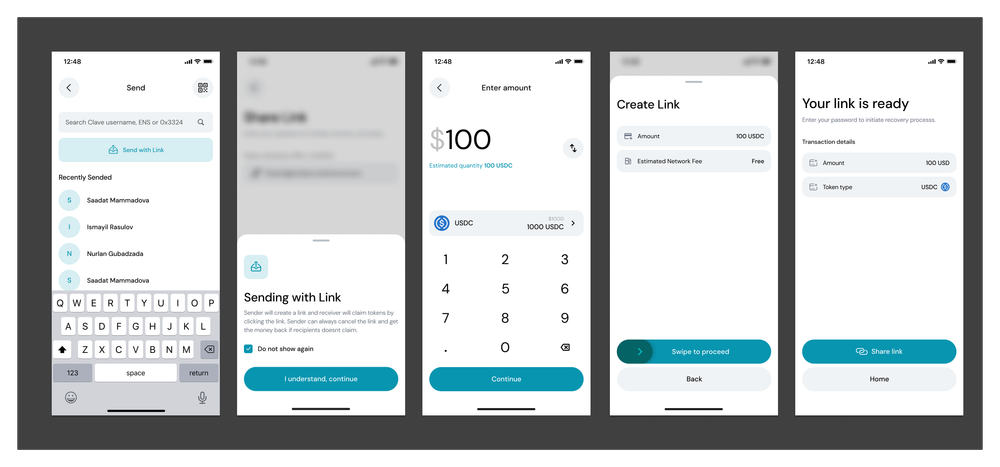 12:48
Send
Search Clave username, ENS or 0x3324
Send with Link
Recently Sended
S
Saadat Mammadova
I
Ismayil Rasulov
N
Nurlan Gubadzada
S
Saadat Mammadova
Q W E R T Y U I O P
A S D F G H J K L
Z X C V B N M
123
space
return
12:48
Share Link
Sending with Link
Sender will create a link and receiver will claim tokens by
clicking the link. Sender can always cancel the link and get
the money back if recipients doesnt claim.
Do not show again
I understand, continue
12:48
Enter amount
$100
Estimated quantity 100 USDC
USDC
$1000
1000 USDC
1 2 3
4 5 6
7 8 9
. 0
Continue
Create Link
Amount
100 USDC
Estimated Network Fee
Free
Swipe to proceed
Back
12:48
Your link is ready
Enter your password to initiate recovery processs.
Transaction details
Amount
100 USD
Token type
USDC
Share link
Home